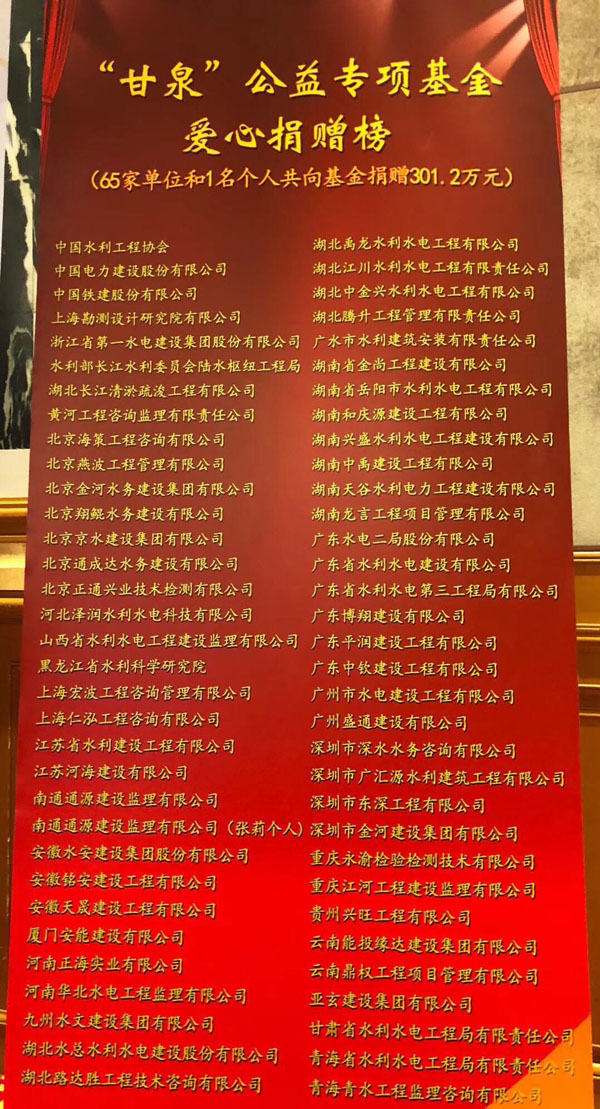 “甘泉”公益专项基金
爱心捐赠榜
（65家单位和1名个人共向基金捐赠301.2万元）
中国水利工程协会
中国电力建设股份有限公司
中国铁建股份有限公司
上海勘测设计研究院有限公司
浙江省第一水电建设集团股份有限公司
水利部长江水利委员会陆水枢纽工程局
湖北长江清淤疏浚工程有限公司
黄河工程咨询监理有限责任公司
北京海策工程咨询有限公司
北京燕波工程管理有限公司
北京金河水务建设集团有限公司
北京翔鲲水务建设有限公司
北京京水建设集团有限公司
北京通成达水务建设有限公司
北京正通兴业技术检测有限公司
河北泽润水利水电科技有限公司
山西省水利水电工程建设监理有限公司
黑龙江省水利科学研究院
上海宏波工程咨询管理有限公司
上海仁泓工程咨询有限公司
江苏省水利建设工程有限公司
江苏河海建设有限公司
南通通源建设监理有限公司
南通通源建设监理有限公司（张莉个人）
安徽水安建设集团股份有限公司
安徽铭安建设工程有限公司
安徽天晟建设工程有限公司
厦门安能建设有限公司
河南正海实业有限公司
河南华北水电工程监理有限公司
九州水文建设集团有限公司
湖北水总水利水电建设股份有限公司
湖北路达胜工程技术咨询有限公司
湖北禹龙水利水电工程有限公司
湖北江川水利水电工程有限责任公司
湖北中金兴水利水电工程有限公司
湖北腾升工程管理有限责任公司
广水市水利建筑安装有限责任公司
湖南省金尚工程建设有限公司
湖南省岳阳市水利水电工程有限公司
湖南和庆源建设工程有限公司
湖南兴盛水利水电工程建设有限公司
湖南中禹建设工程有限公司
湖南天谷水利电力工程建设有限公司
湖南龙言工程项目管理有限公司
广东水电二局股份有限公司
广东省水利水电建设有限公司
广东省水利水电第三工程局有限公司
广东博翔建设有限公司
广东平润建设工程有限公司
广东中钦建设工程有限公司
广州市水电建设工程有限公司
广州盛通建设有限公司
深圳市深水水务咨询有限公司
深圳市广汇源水利建筑工程有限公司
深圳市东深工程有限公司
深圳市金河建设集团有限公司
重庆永渝检验检测技术有限公司
重庆江河工程建设监理有限公司
贵州兴旺工程有限公司
云南能投缘达建设集团有限公司
云南鼎权工程项目管理有限公司
亚玄建设集团有限公司
甘肃省水利水电工程局有限责任公司
青海省水利水电工程局有限责任公司
青海青水工程监理咨询有限公司